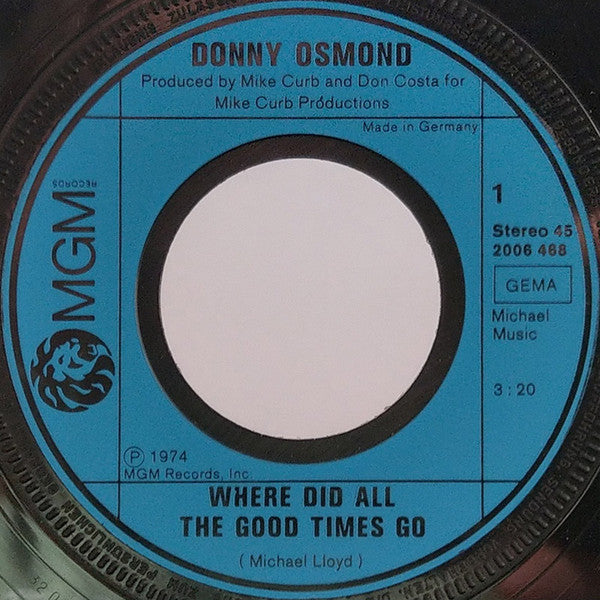 DONNY OSMOND
Produced by Mike Curb and Don Costa for
Mike Curb Productions
Made in Germany
RECORDS
MGM
1
Stereo 45
2006 468
GEMA
Michael
Music
3:20
Ⓟ 1974
MGM Records, Inc.
WHERE DID ALL
THE GOOD TIMES GO
(Michael Lloyd)